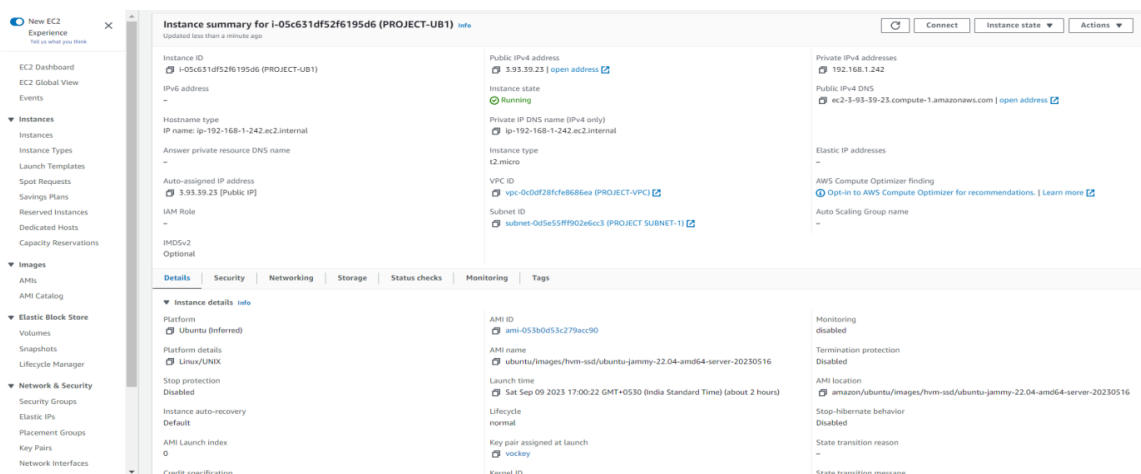 New EC2
Experience
Tell us what you think
EC2 Dashboard
EC2 Global View
Events
Instances
Instances
Instance Types
Launch Templates
Spot Requests
Savings Plans
Reserved Instances
Dedicated Hosts
Capacity Reservations
Images
AMIs
AMI Catalog
Elastic Block Store
Volumes
Snapshots
Lifecycle Manager
Network & Security
Security Groups
Elastic IPs
Placement Groups
Key Pairs
Network Interfaces
Instance summary for i-05c631df52f6195d6 (PROJECT-UB1) Info
Updated less than a minute ago
Connect
Instance state
Actions
Instance ID
i-05c631df52f6195d6 (PROJECT-UB1)
Public IPv4 address
3.93.39.23 | open address
Private IPv4 addresses
192.168.1.242
IPv6 address
–
Instance state
Running
Public IPv4 DNS
ec2-3-93-39-23.compute-1.amazonaws.com | open address
Hostname type
IP name: ip-192-168-1-242.ec2.internal
Private IP DNS name (IPv4 only)
ip-192-168-1-242.ec2.internal
Answer private resource DNS name
–
Instance type
t2.micro
Elastic IP addresses
–
Auto-assigned IP address
3.93.39.23 [Public IP]
VPC ID
vpc-0c0df28fcfe8686ea (PROJECT-VPC)
AWS Compute Optimizer finding
Opt-in to AWS Compute Optimizer for recommendations. | Learn more
IAM Role
–
Subnet ID
subnet-0d5e55fff902e6cc3 (PROJECT SUBNET-1)
Auto Scaling Group name
–
IMDSv2
Optional
Details
Security
Networking
Storage
Status checks
Monitoring
Tags
Instance details Info
Platform
Ubuntu (Inferred)
AMI ID
ami-053b0d53c279acc90
Monitoring
disabled
Platform details
Linux/UNIX
AMI name
ubuntu/images/hvm-ssd/ubuntu-jammy-22.04-amd64-server-20230516
Termination protection
Disabled
Stop protection
Disabled
Launch time
Sat Sep 09 2023 17:00:22 GMT+0530 (India Standard Time) (about 2 hours)
AMI location
amazon/ubuntu/images/hvm-ssd/ubuntu-jammy-22.04-amd64-server-20230516
Instance auto-recovery
Default
Lifecycle
normal
Stop-hibernate behavior
Disabled
AMI Launch index
0
Key pair assigned at launch
vockey
State transition reason
–
Credit specification
Kernel ID
State transition message